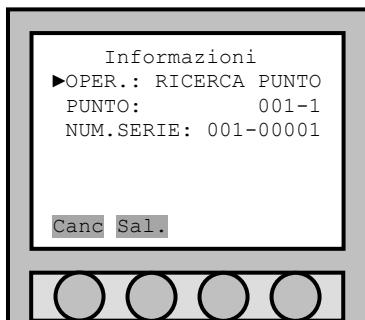 Informazioni
►OPER.: RICERCA PUNTO
PUNTO: 001-1
NUM.SERIE: 001-00001
Canc Sal.